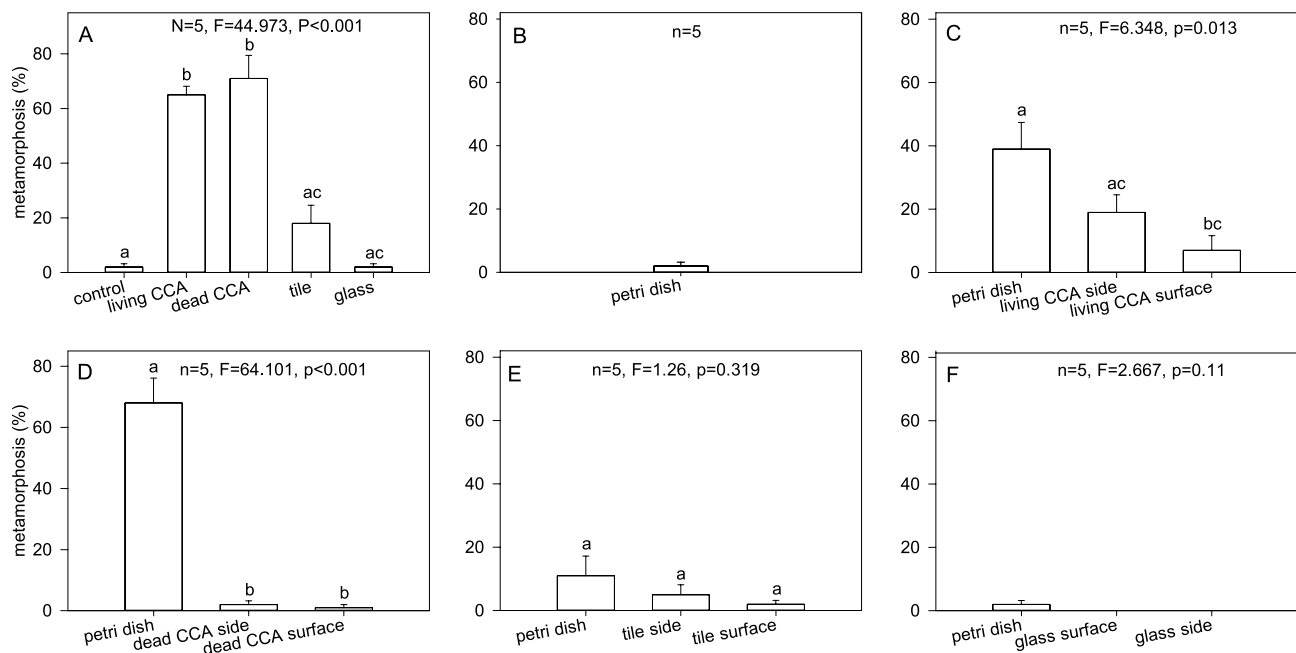 A
N=5, F=44.973, P<0.001
metamorphosis (%)
80
60
40
20
0
a
b
b
ac
ac
control
living CCA
dead CCA
tile
glass
B
n=5
80
60
40
20
0
petri dish
C
n=5, F=6.348, p=0.013
80
60
40
20
0
a
ac
bc
petri dish
living CCA side
living CCA surface
D
n=5, F=64.101, p<0.001
metamorphosis (%)
80
60
40
20
0
a
b
b
petri dish
dead CCA side
dead CCA surface
E
n=5, F=1.26, p=0.319
80
60
40
20
0
a
a
a
petri dish
tile side
tile surface
F
n=5, F=2.667, p=0.11
80
60
40
20
0
petri dish
glass surface
glass side